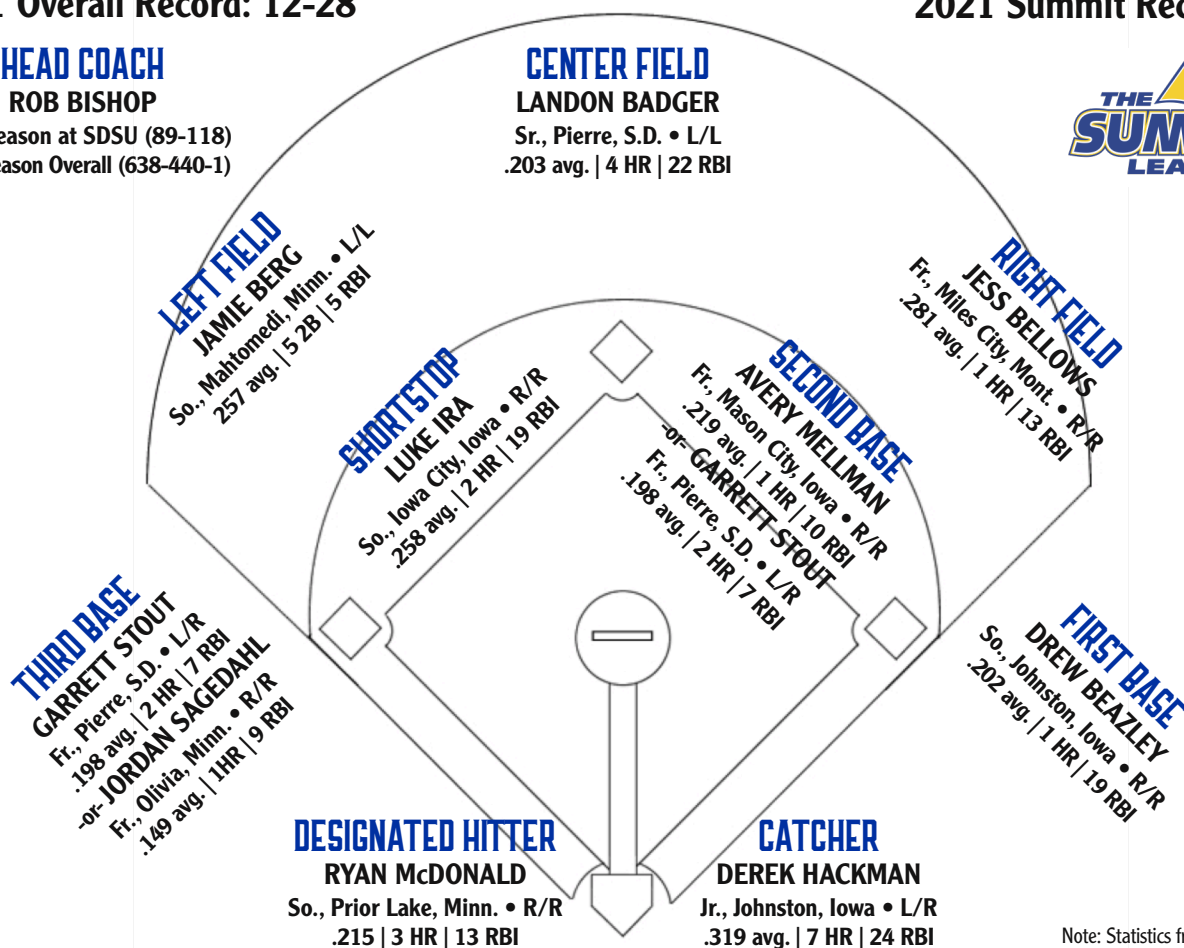 Overall Record: 12-28
2021 Summit Rec
HEAD COACH
ROB BISHOP
eason at SDSU (89-118)
eason Overall (638-440-1)
CENTER FIELD
LANDON BADGER
Sr., Pierre, S.D. • L/L
.203 avg. | 4 HR | 22 RBI
THE
SUM
LEA
LEFT FIELD
JAMIE BERG
So., Mahtomedi, Minn. • L/L
257 avg. | 5 2B | 5 RBI
RIGHT FIELD
JESS BELLOWS
Fr., Miles City, Mont. • R/R
.281 avg. | 1 HR | 13 RBI
SHORTSTOP
LUKE IRA
So., Iowa City, Iowa • R/R
.258 avg. | 2 HR | 19 RBI
SECOND BASE
AVERY MELLMAN
Fr., Mason City, Iowa • R/R
.219 avg. | 1 HR | 10 RBI
-or- GARRETT STOUT
Fr., Pierre, S.D. • L/R
.198 avg. | 2 HR | 7 RBI
THIRD BASE
GARRETT STOUT
Fr., Pierre, S.D. • L/R
.198 avg. | 2 HR | 7 RBI
-or- JORDAN SAGEDAHL
Fr., Olivia, Minn. • R/R
.149 avg. | 1HR | 9 RBI
FIRST BASE
DREW BEAZLEY
So., Johnston, Iowa • R/R
.202 avg. | 1 HR | 19 RBI
DESIGNATED HITTER
RYAN McDONALD
So., Prior Lake, Minn. • R/R
.215 | 3 HR | 13 RBI
CATCHER
DEREK HACKMAN
Jr., Johnston, Iowa • L/R
.319 avg. | 7 HR | 24 RBI
Note: Statistics f